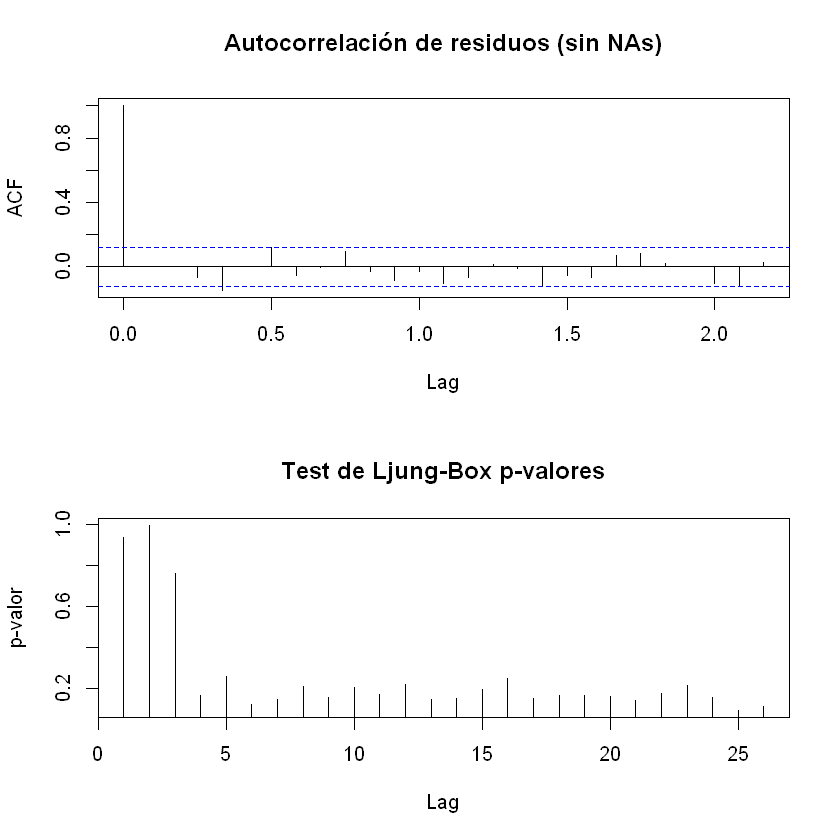 Autocorrelación de residuos (sin NAs)
ACF
0.8
0.4
0.0
0.0 0.5 1.0 1.5 2.0
Lag
Test de Ljung-Box p-valores
p-valor
1.0
0.6
0.2
0 5 10 15 20 25
Lag